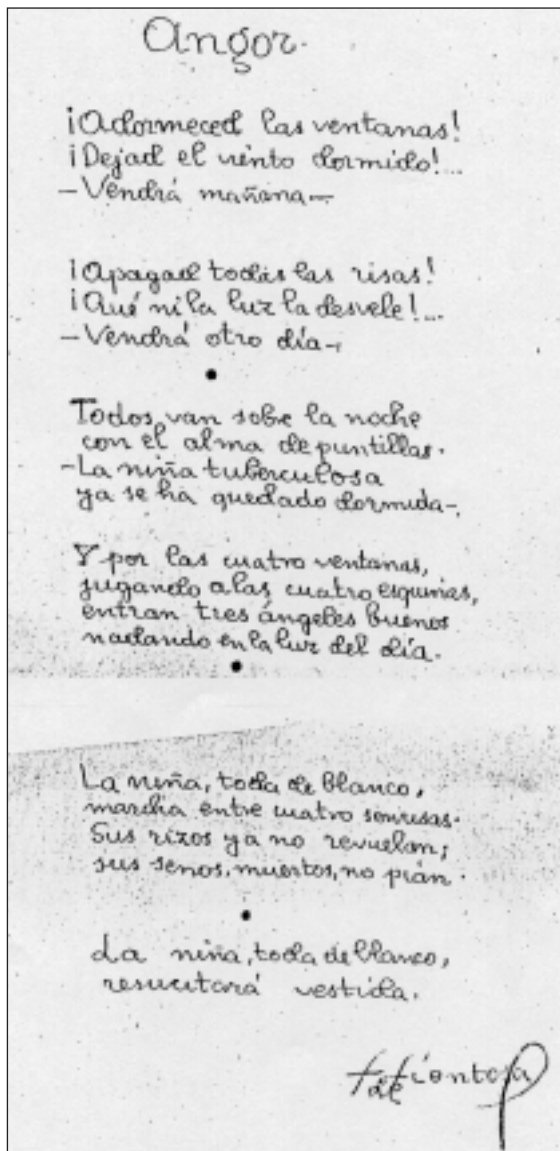 Angor.
¡Adormeced las ventanas!
¡Dejad el viento dormido!...
-Vendrá mañana-
¡Apagad todas las risas!
¡Qué ni la luz la desvele!...
-Vendrá otro día-
Todos van sobre la noche
con el alma de puntillas.
-La niña tuberculosa
ya se ha quedado dormida-
Y por las cuatro ventanas,
jugando a las cuatro esquinas,
entran tres ángeles buenos
nadando en la luz del día.
La niña, toda de blanco,
marcha entre cuatro sonrisas.
Sus rizos ya no revuelan;
sus senos, muertos, no pían.
La niña, toda de blanco,
resucitará vestida.